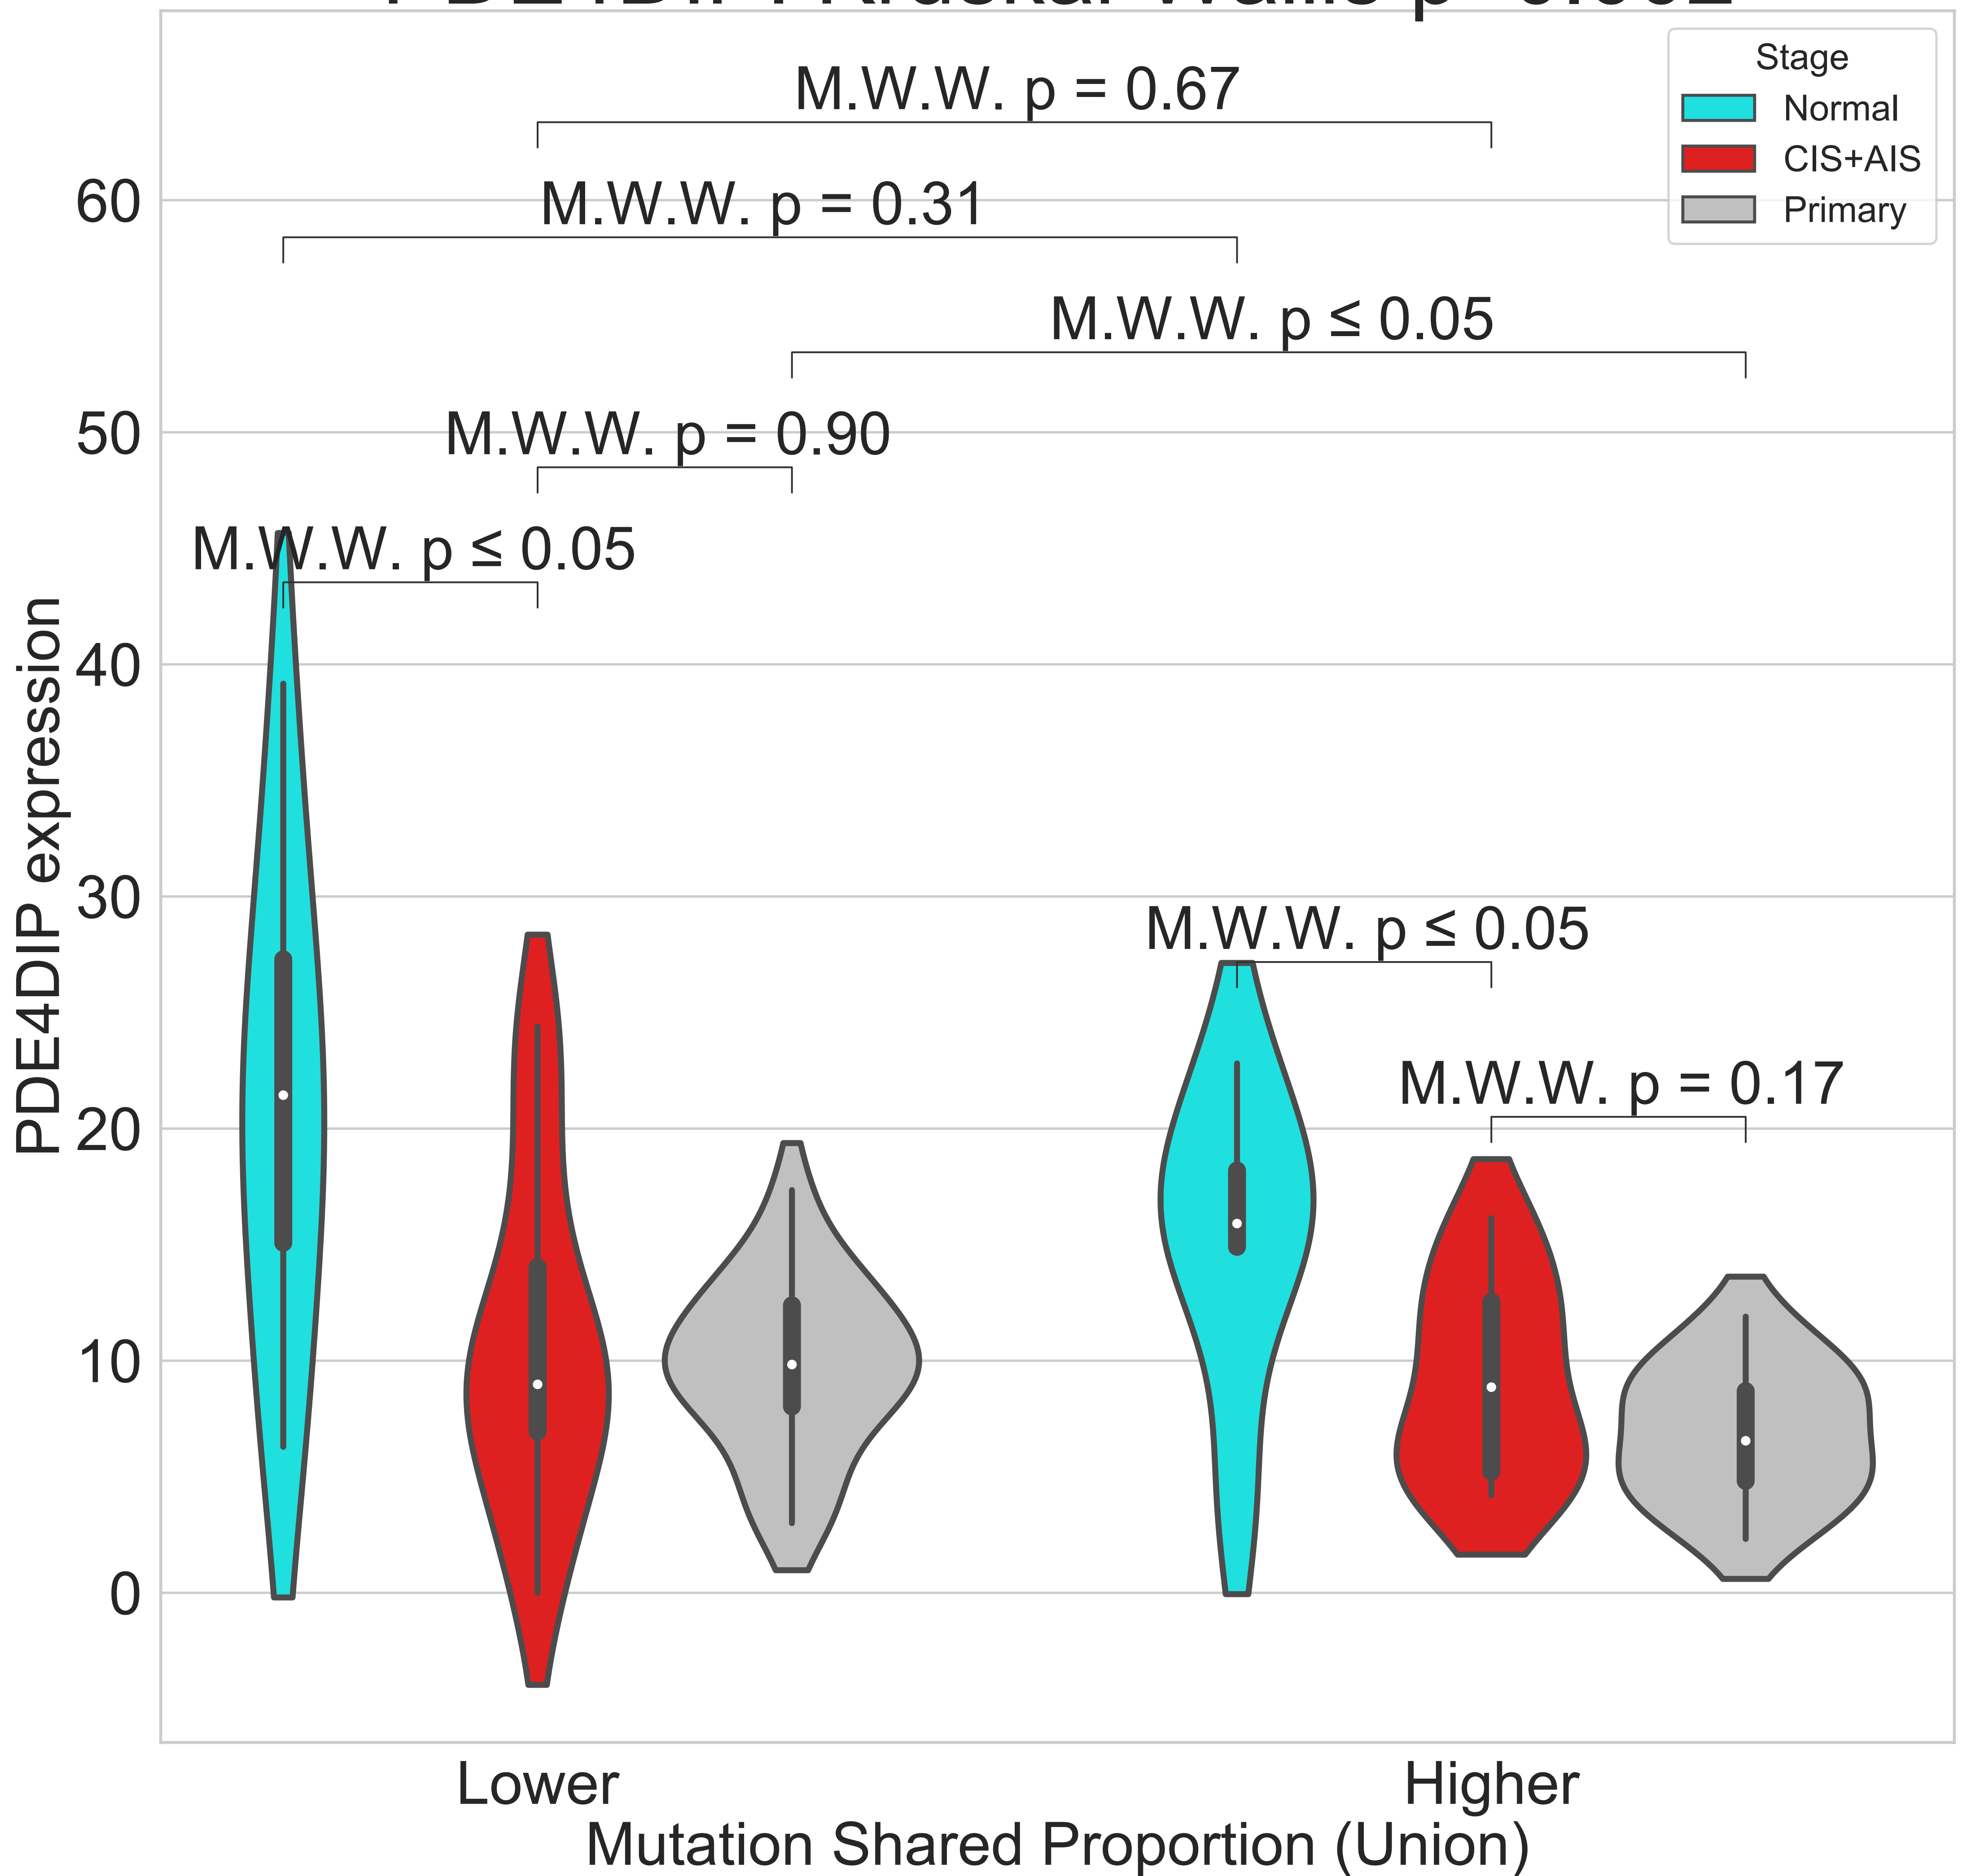 Stage
Normal
CIS+AIS
Primary
M.W.W. p = 0.67
M.W.W. p = 0.31
M.W.W. p ≤ 0.05
M.W.W. p = 0.90
M.W.W. p ≤ 0.05
M.W.W. p ≤ 0.05
M.W.W. p = 0.17
PDE4DIP expression
60
50
40
30
20
10
0
Lower
Higher
Mutation Shared Proportion (Union)